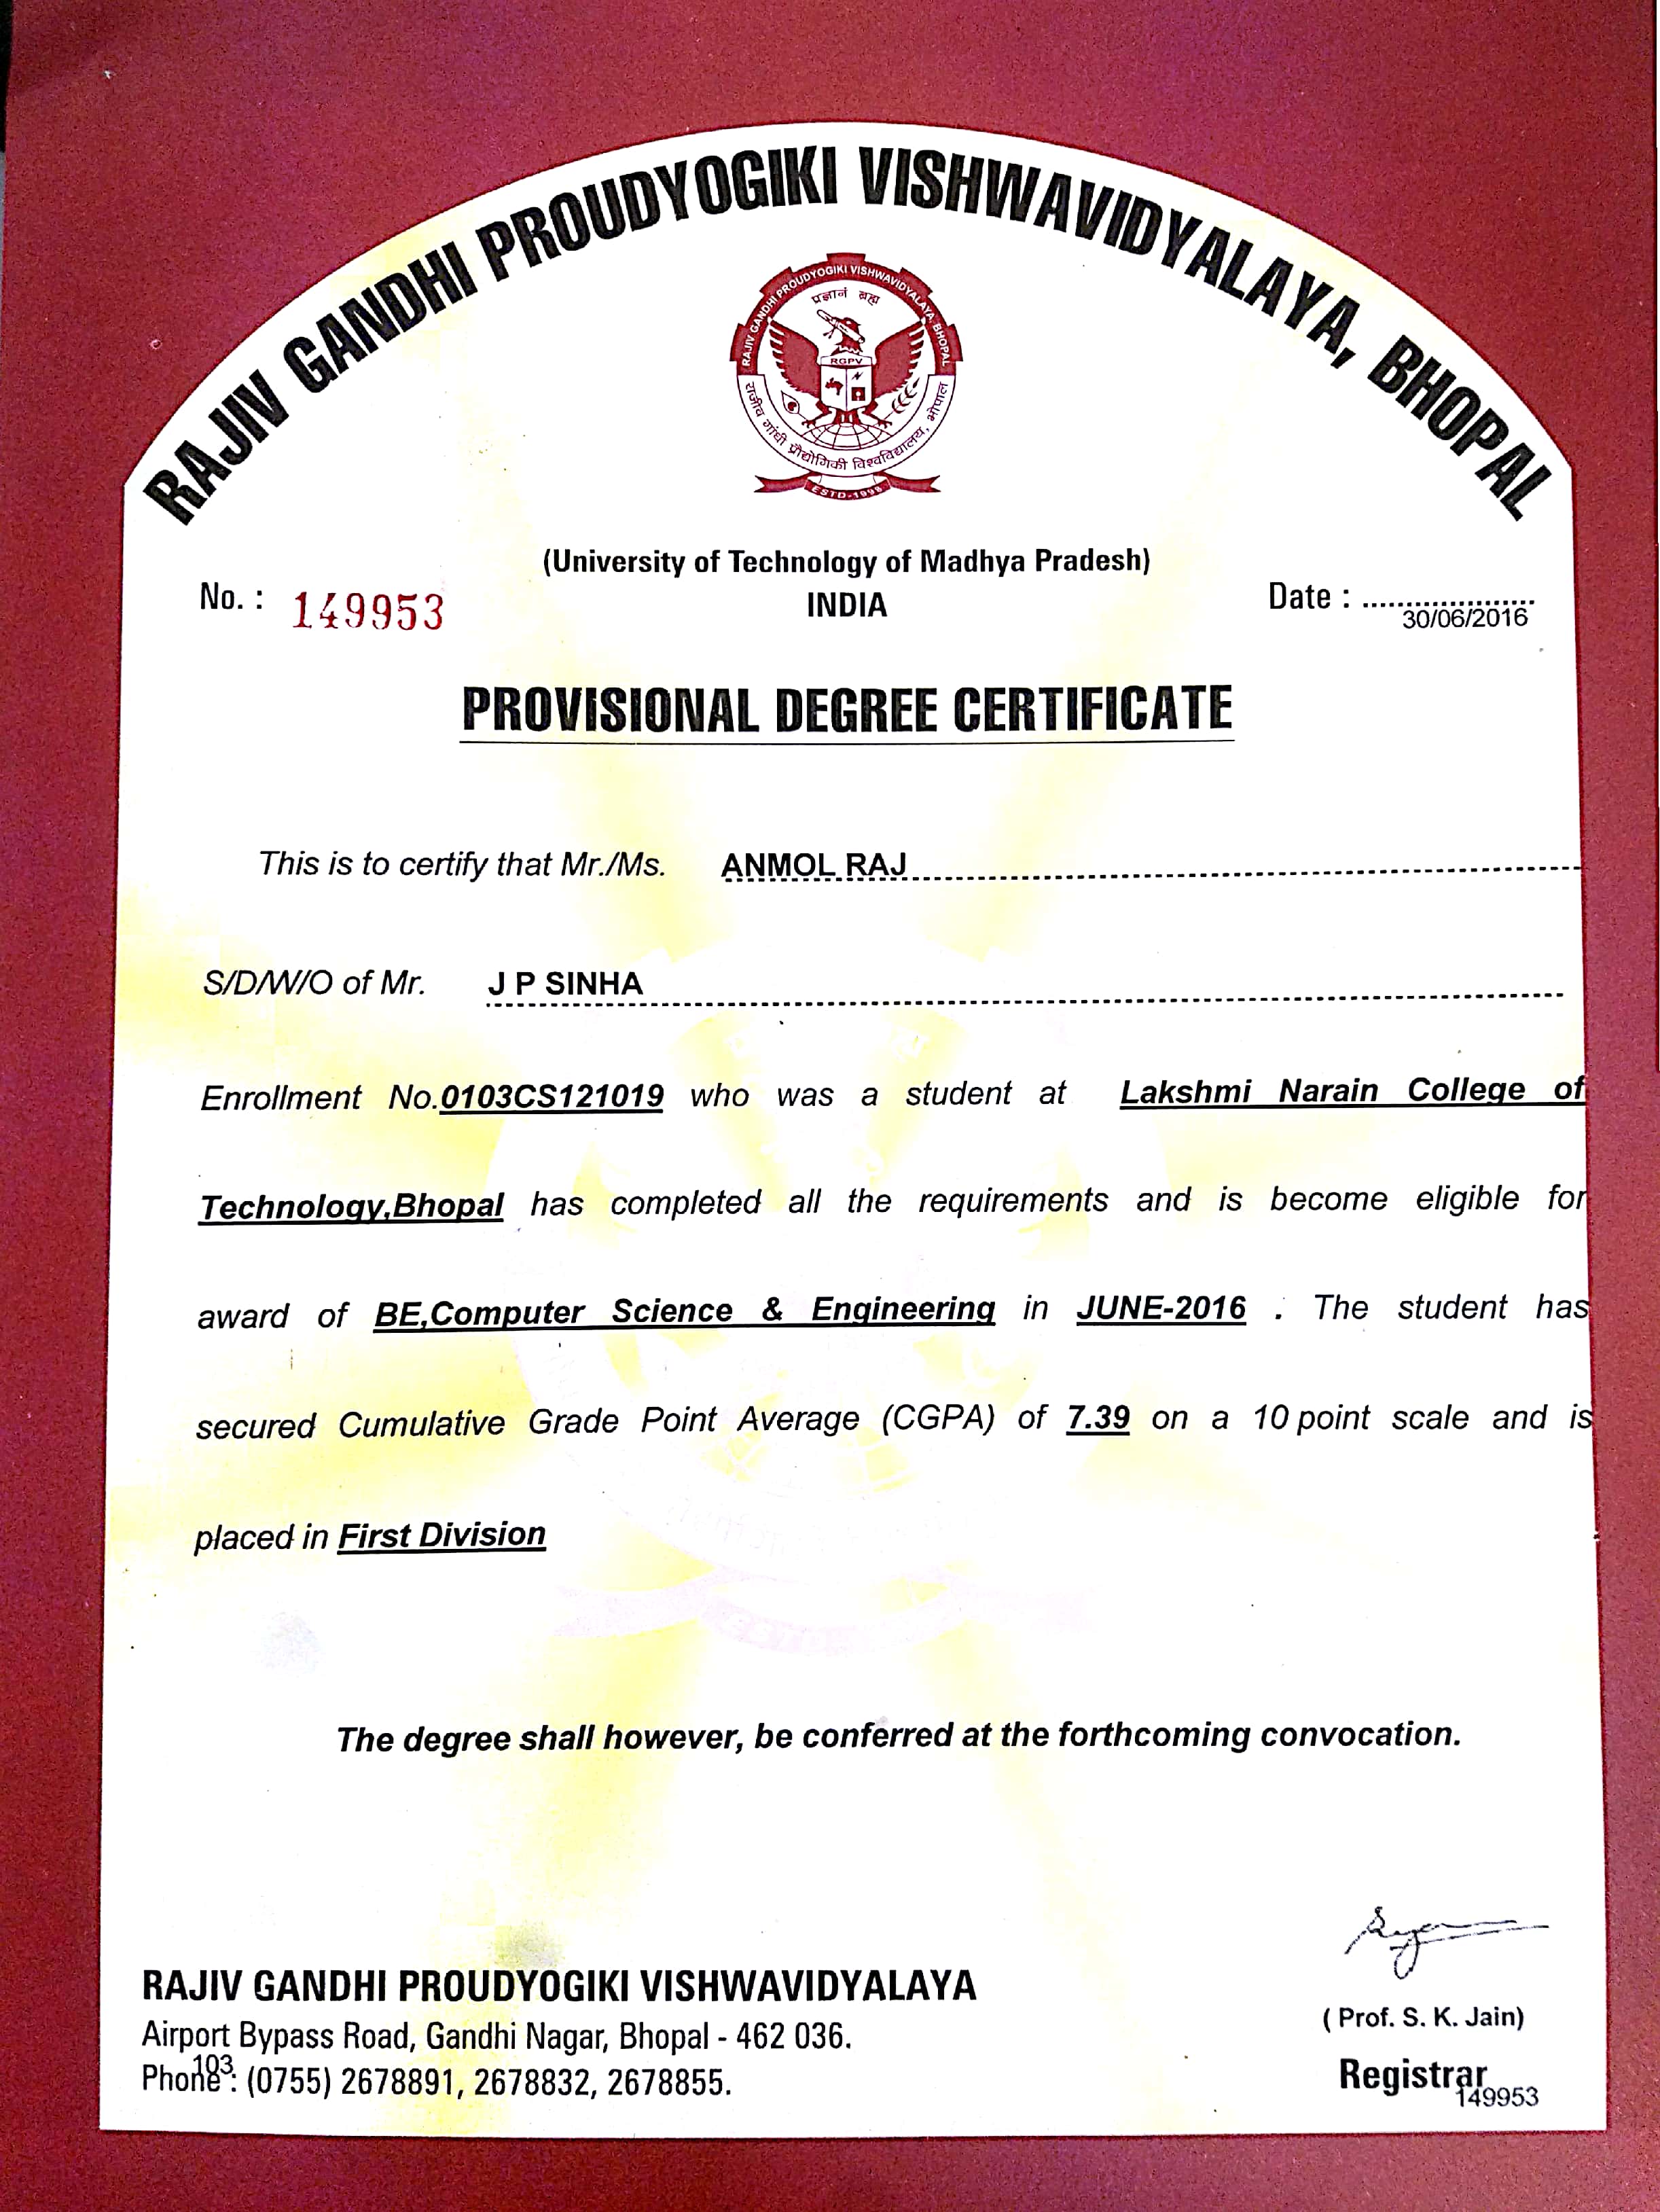 RAJIV GANDHI PROUDYOGIKI VISHWAVIDYALAYA, BHOPAL
RAJIV GANDHI PROUDYOGIKI VISHWAVIDYALAYA, BHOPAL
प्रज्ञानं ब्रह्म
RGPV
राजीव गांधी प्रौद्योगिकी विश्वविद्यालय, भोपाल
ESTD-1998
(University of Technology of Madhya Pradesh)
INDIA
No. : 149953
Date : ....................
30/06/2016
PROVISIONAL DEGREE CERTIFICATE
This is to certify that Mr./Ms. ANMOL RAJ
S/D/W/O of Mr. J P SINHA
Enrollment No.0103CS121019 who was a student at Lakshmi Narain College of
Technology,Bhopal has completed all the requirements and is become eligible for
award of BE,Computer Science & Engineering in JUNE-2016 . The student has
secured Cumulative Grade Point Average (CGPA) of 7.39 on a 10 point scale and is
placed in First Division
The degree shall however, be conferred at the forthcoming convocation.
RAJIV GANDHI PROUDYOGIKI VISHWAVIDYALAYA
Airport Bypass Road, Gandhi Nagar, Bhopal - 462 036.
103
Phone : (0755) 2678891, 2678832, 2678855.
( Prof. S. K. Jain)
Registrar
149953